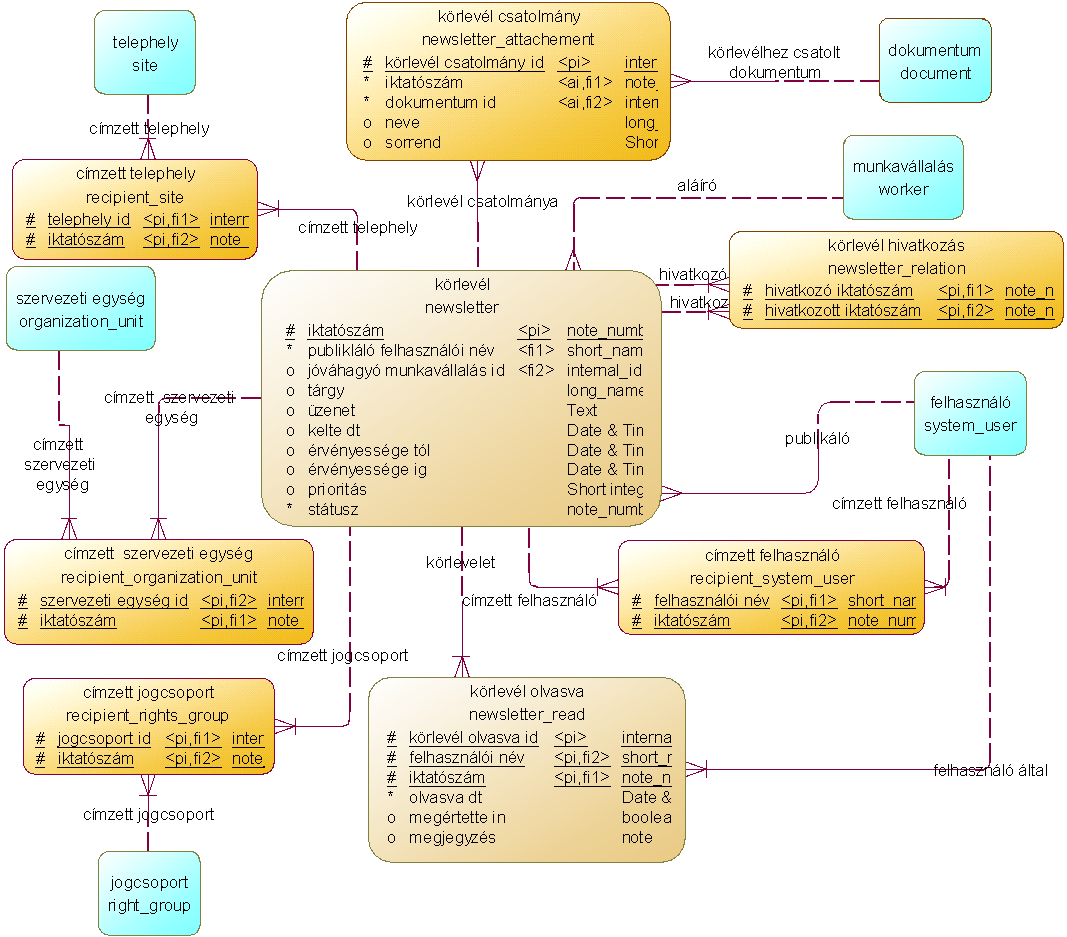 telephely
site
címzett telephely
címzett telephely
recipient_site
# telephely id <pi,fi1> interr
# iktatószám <pi,fi2> note_
címzett telephely
körlevél csatolmány
newsletter_attachement
# körlevél csatolmány id <pi> inter
* iktatószám <ai,fi1> note_
* dokumentum id <ai,fi2> intern
o neve long_
o sorrend Shor
körlevélhez csatolt
dokumentum
dokumentum
document
körlevél csatolmánya
aláíró
munkavállalás
worker
körlevél hivatkozás
newsletter_relation
# hivatkozó iktatószám <pi,fi1> note_n
# hivatkozott iktatószám <pi,fi2> note_n
hivatkozó
hivatkoz
szervezeti egység
organization_unit
körlevél
newsletter
# iktatószám <pi> note_numb
* publikláló felhasználói név <fi1> short_nam
o jóváhagyó munkavállalás id <fi2> internal_id
o tárgy long_name
o üzenet Text
o kelte dt Date & Tin
o érvényessége tól Date & Tin
o érvényessége ig Date & Tin
o prioritás Short integ
* státusz note_numb
címzett szervezeti
egység
címzett
szervezeti
egység
felhasználó
system_user
publikáló
címzett felhasználó
címzett szervezeti egység
recipient_organization_unit
# szervezeti egység id <pi,fi2> interr
# iktatószám <pi,fi1> note_
körlevelet
címzett felhasználó
recipient_system_user
# felhasználói név <pi,fi1> short_nar
# iktatószám <pi,fi2> note_num
címzett felhasználó
címzett jogcsoport
címzett jogcsoport
recipient_rights_group
# jogcsoport id <pi,fi1> inter
# iktatószám <pi,fi2> note_
címzett jogcsoport
jogcsoport
right_group
körlevél olvasva
newsletter_read
# körlevél olvasva id <pi> interna
# felhasználói név <pi,fi2> short_r
# iktatószám <pi,fi1> note_n
* olvasva dt Date &
o megértette in boolea
o megjegyzés note
felhasználó által